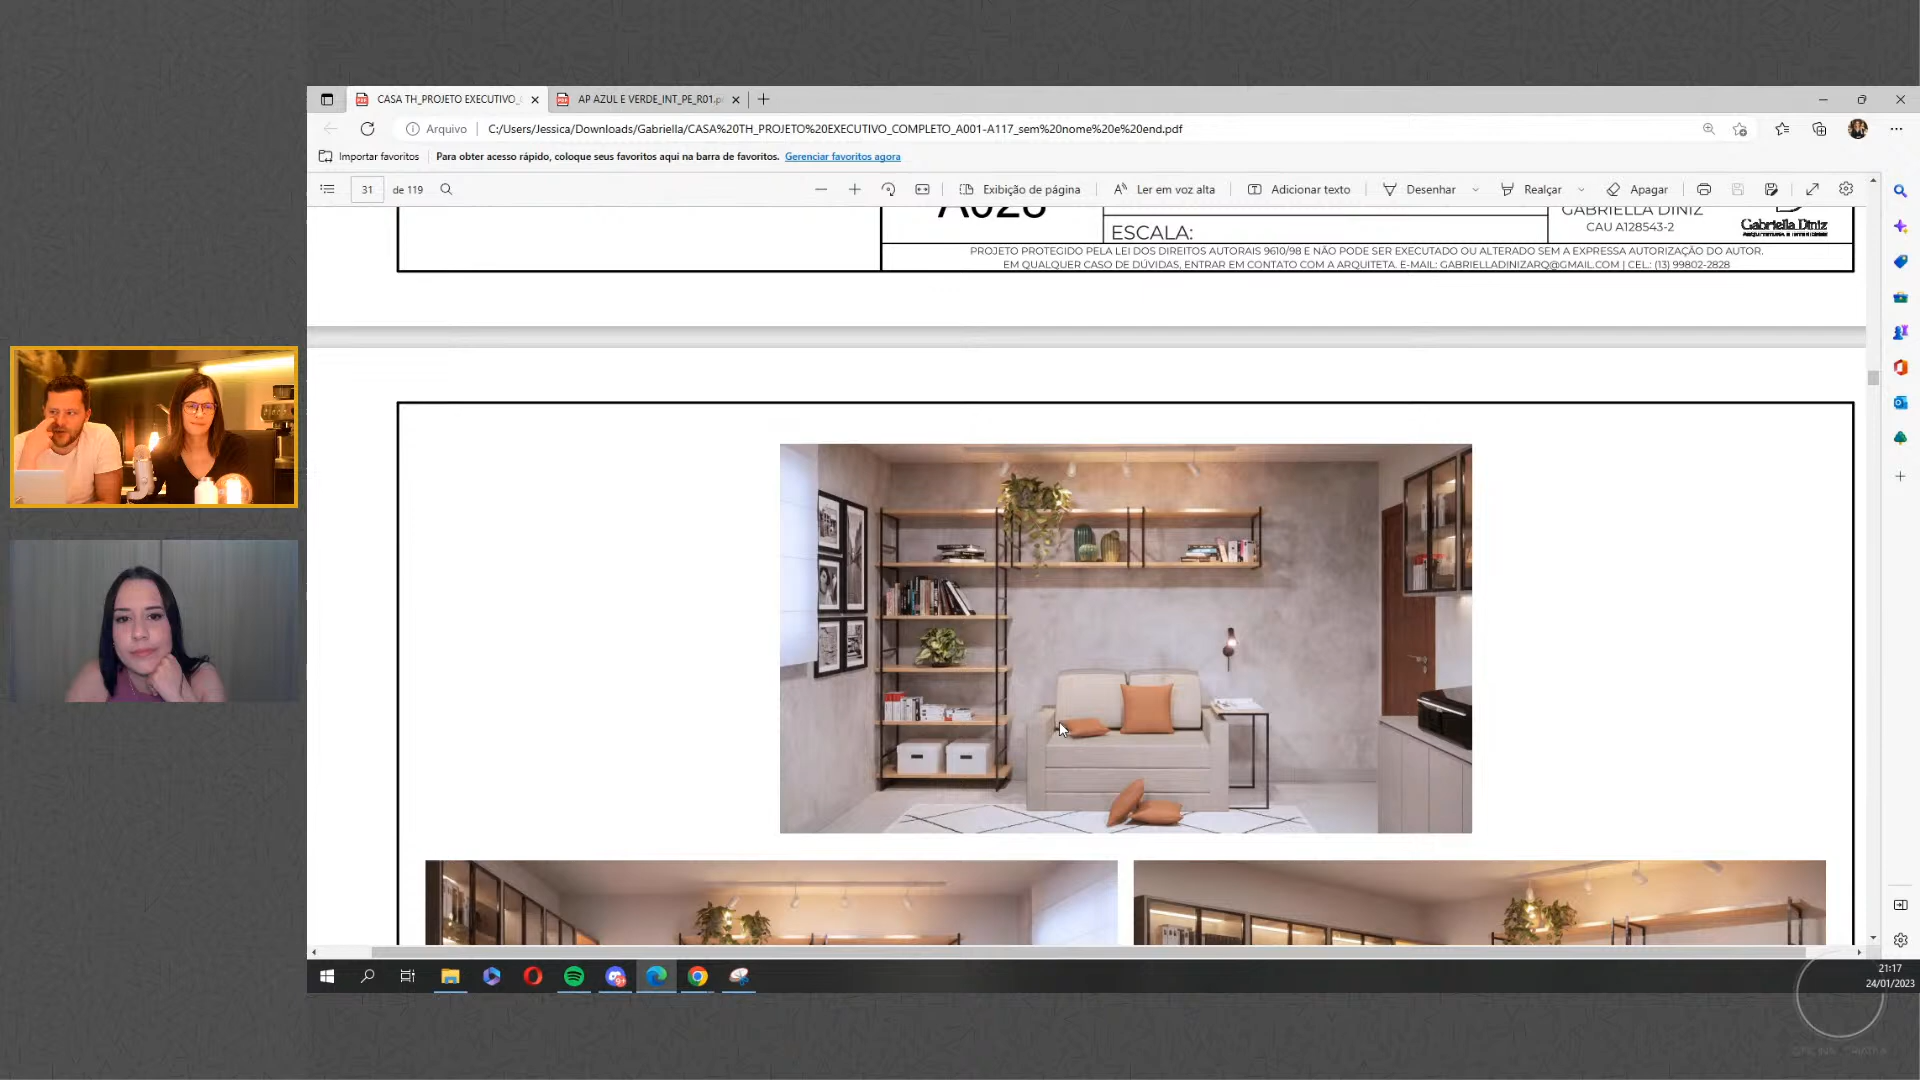 CASA TH_PROJETO EXECUTIVO_
AP AZUL E VERDE_INT_PE_R01.p
Arquivo
C:/Users/Jessica/Downloads/Gabriella/CASA%20TH_PROJETO%20EXECUTIVO_COMPLETO_A001-A117_sem%20nome%20e%20end.pdf
Importar favoritos
Para obter acesso rápido, coloque seus favoritos aqui na barra de favoritos. Gerenciar favoritos agora
31 de 119
Exibição de página
Ler em voz alta
Adicionar texto
Desenhar
Realçar
Apagar
A028
ESCALA:
GABRIELLA DINIZ
CAU A128543-2
Gabriella Diniz
PROJETO PROTEGIDO PELA LEI DOS DIREITOS AUTORAIS 9610/98 E NÃO PODE SER EXECUTADO OU ALTERADO SEM A EXPRESSA AUTORIZAÇÃO DO AUTOR.
EM QUALQUER CASO DE DÚVIDAS, ENTRAR EM CONTATO COM A ARQUITETA. E-MAIL: GABRIELLADINIZARQ@GMAIL.COM | CEL.: (13) 99802-2828
21:17
24/01/2023